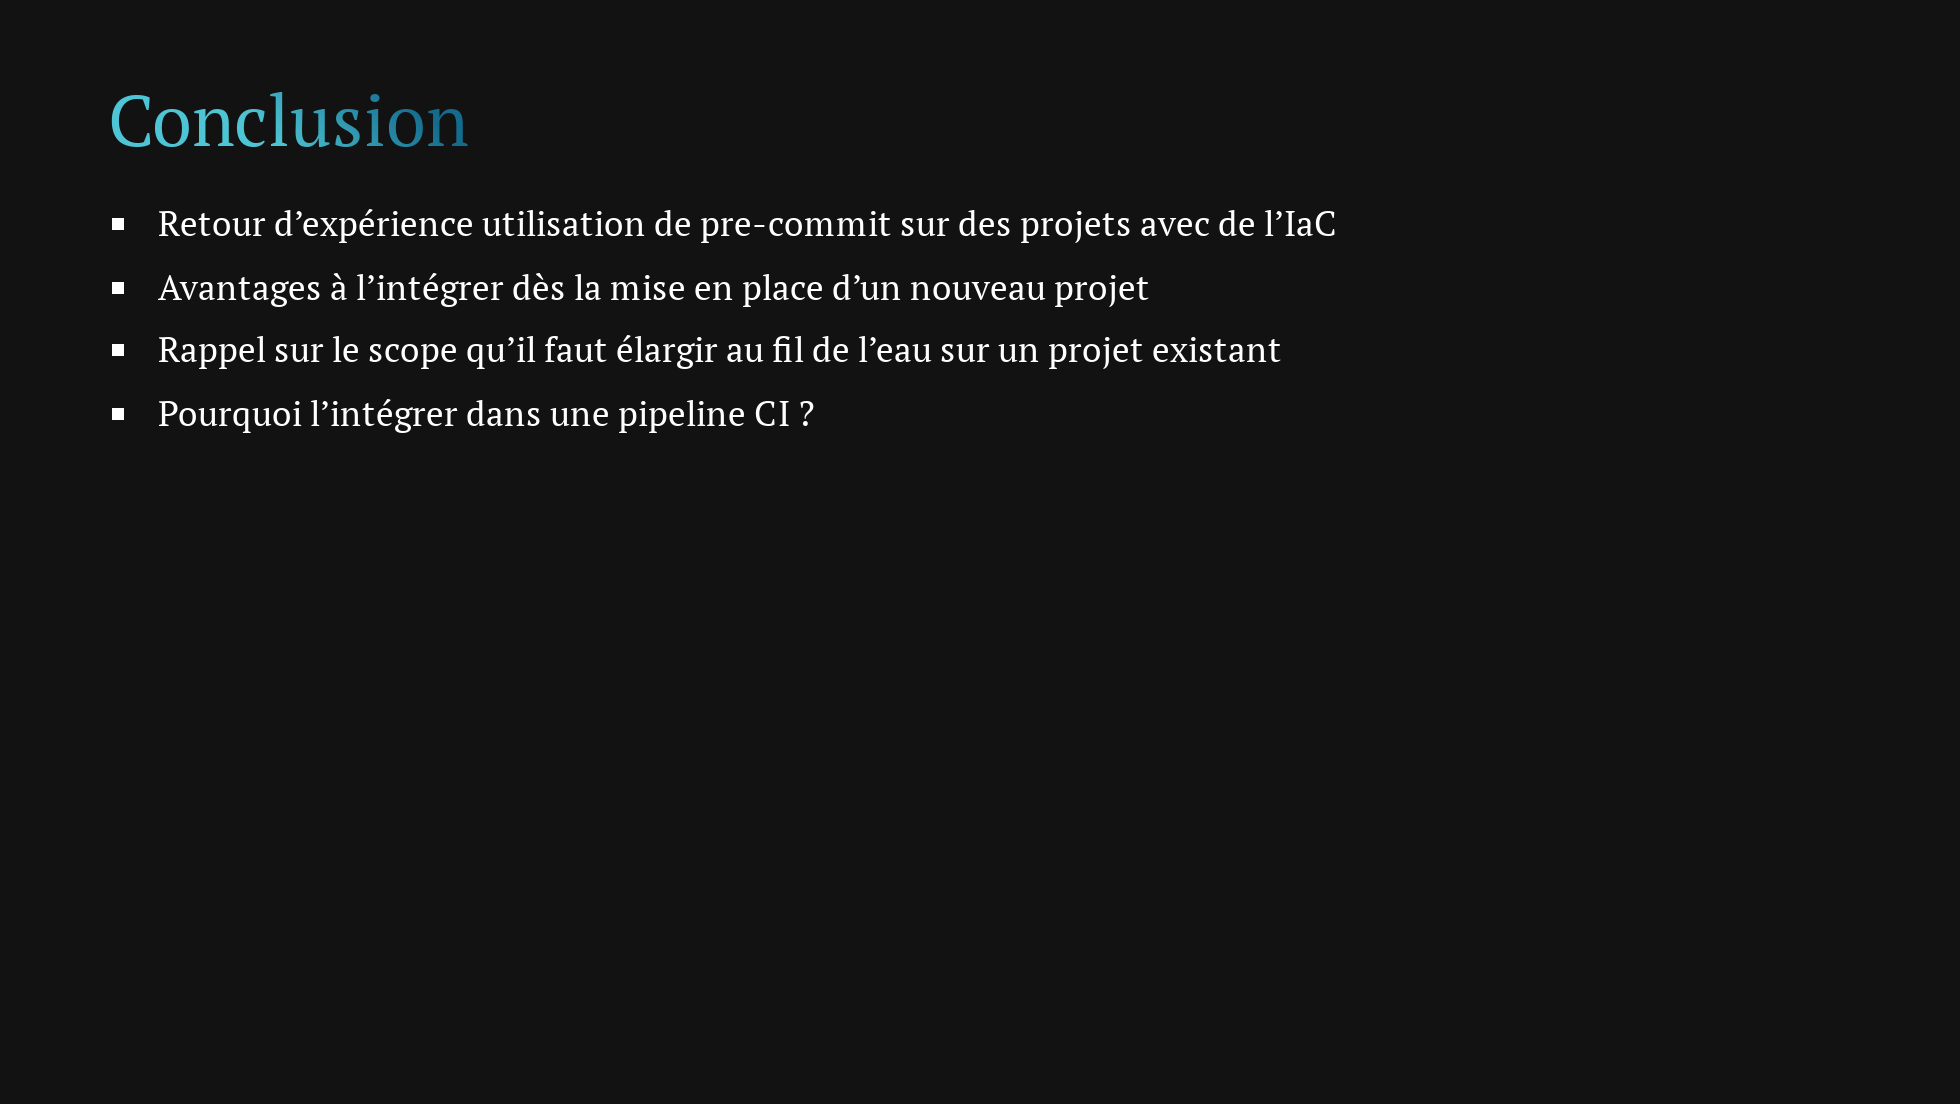 Conclusion
Retour d’expérience utilisation de pre-commit sur des projets avec de l’IaC
Avantages à l’intégrer dès la mise en place d’un nouveau projet
Rappel sur le scope qu’il faut élargir au fil de l’eau sur un projet existant
Pourquoi l’intégrer dans une pipeline CI ?